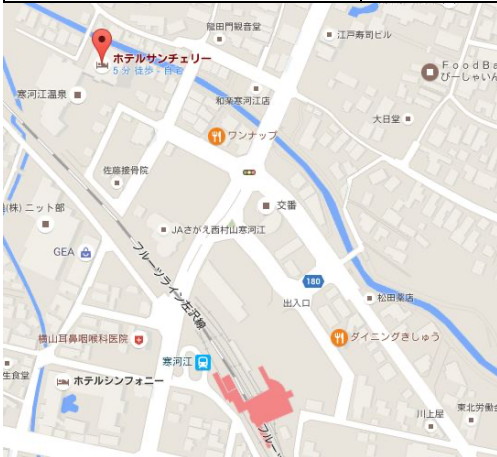 龍田門観音堂
江戸寿司ビル
ホテルサンチェリー
5 分 徒歩 - 自宅
FoodBa
びーしゃいん
寒河江温泉
和楽寒河江店
大日堂
ワンナップ
佐藤接骨院
交番
(株) ニット部
JAさがえ西村山寒河江
GEA
フルーツライン左沢線
180
出入口
松田薬店
横山耳鼻咽喉科医院
ダイニングきしゅう
寒河江
生食堂
ホテルシンフォニー
川上屋
東北労働金
フルーツ